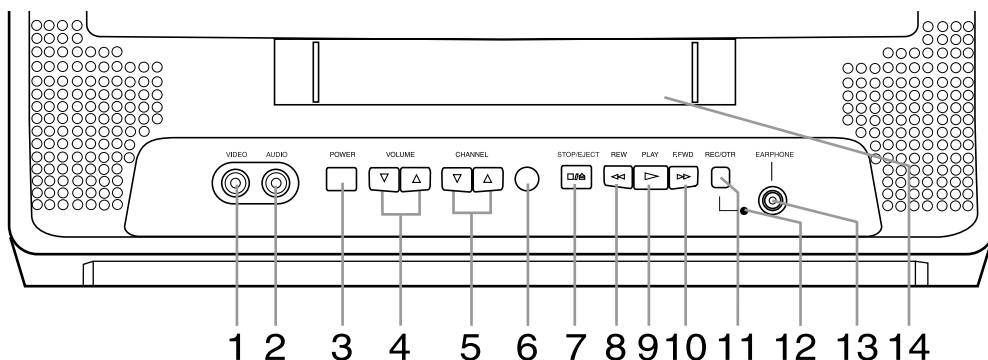 VIDEO AUDIO POWER VOLUME CHANNEL STOP/EJECT REW PLAY F.FWD REC/OTR EARPHONE
1 2 3 4 5 6 7 8 9 10 11 12 13 14